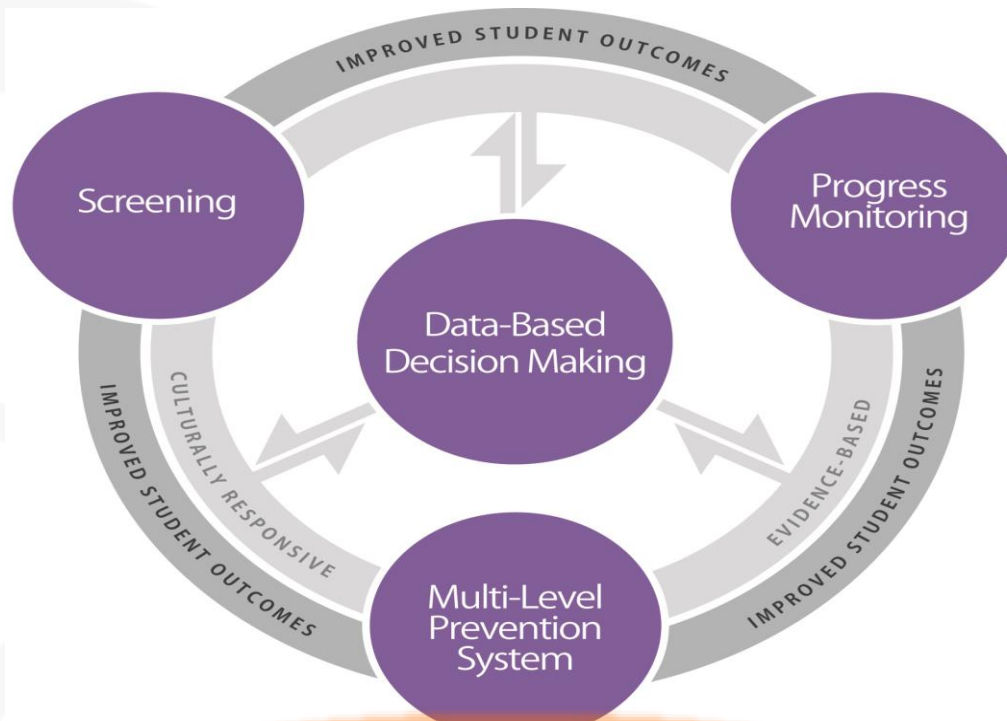 IMPROVED STUDENT OUTCOMES
Screening
Progress
Monitoring
Data-Based
Decision Making
IMPROVED STUDENT OUTCOMES
CULTURALLY RESPONSIVE
EVIDENCE-BASED
IMPROVED STUDENT OUTCOMES
Multi-Level
Prevention
System